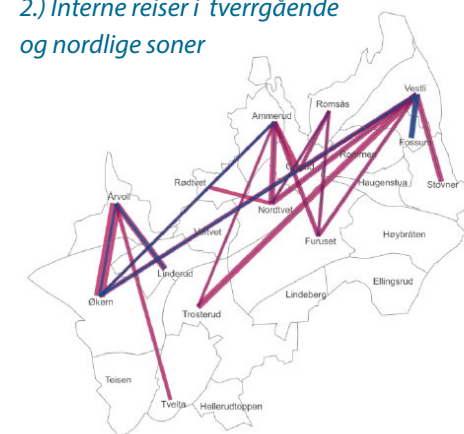 2.) Interne reiser i tverrgående
og nordlige soner
Vestli
Romsås
Ammerud
Fossum
Rommen
Rødtvet
Haugenstua
Stovner
Årvoll
Nordtvet
Veitvet
Furuset
Høybråten
Linderud
Ellingsrud
Økern
Lindeberg
Trosterud
Teisen
Tveita
Hellerudtoppen